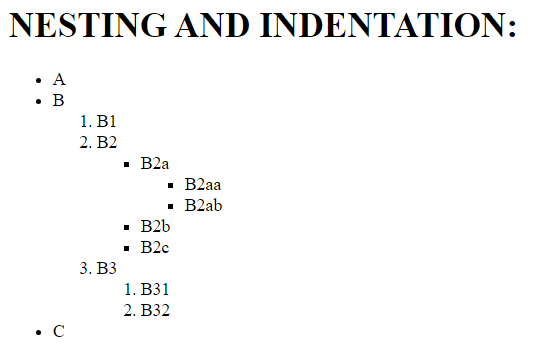 NESTING AND INDENTATION:
• A
• B
1. B1
2. B2
▪ B2a
▪ B2aa
▪ B2ab
▪ B2b
▪ B2c
3. B3
1. B31
2. B32
• C